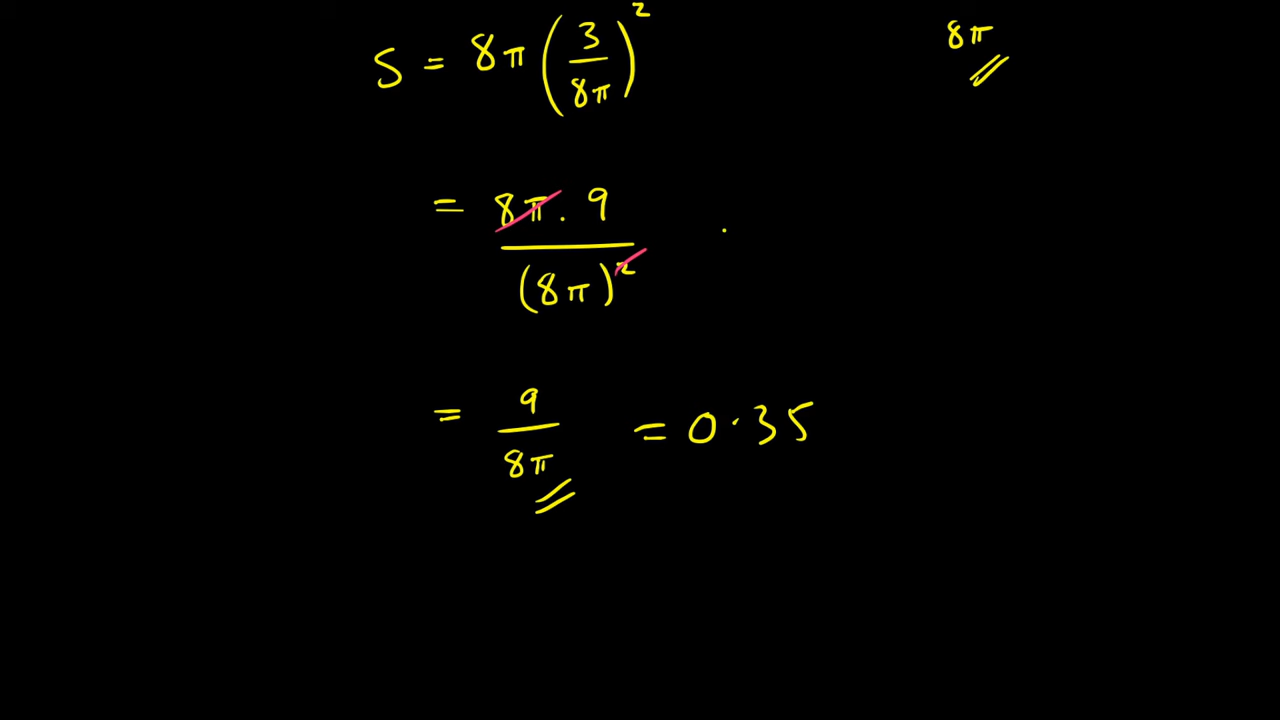 S = 8π (3/8π)²
8π
= 8π . 9 / (8π)²
= 9/8π = 0.35